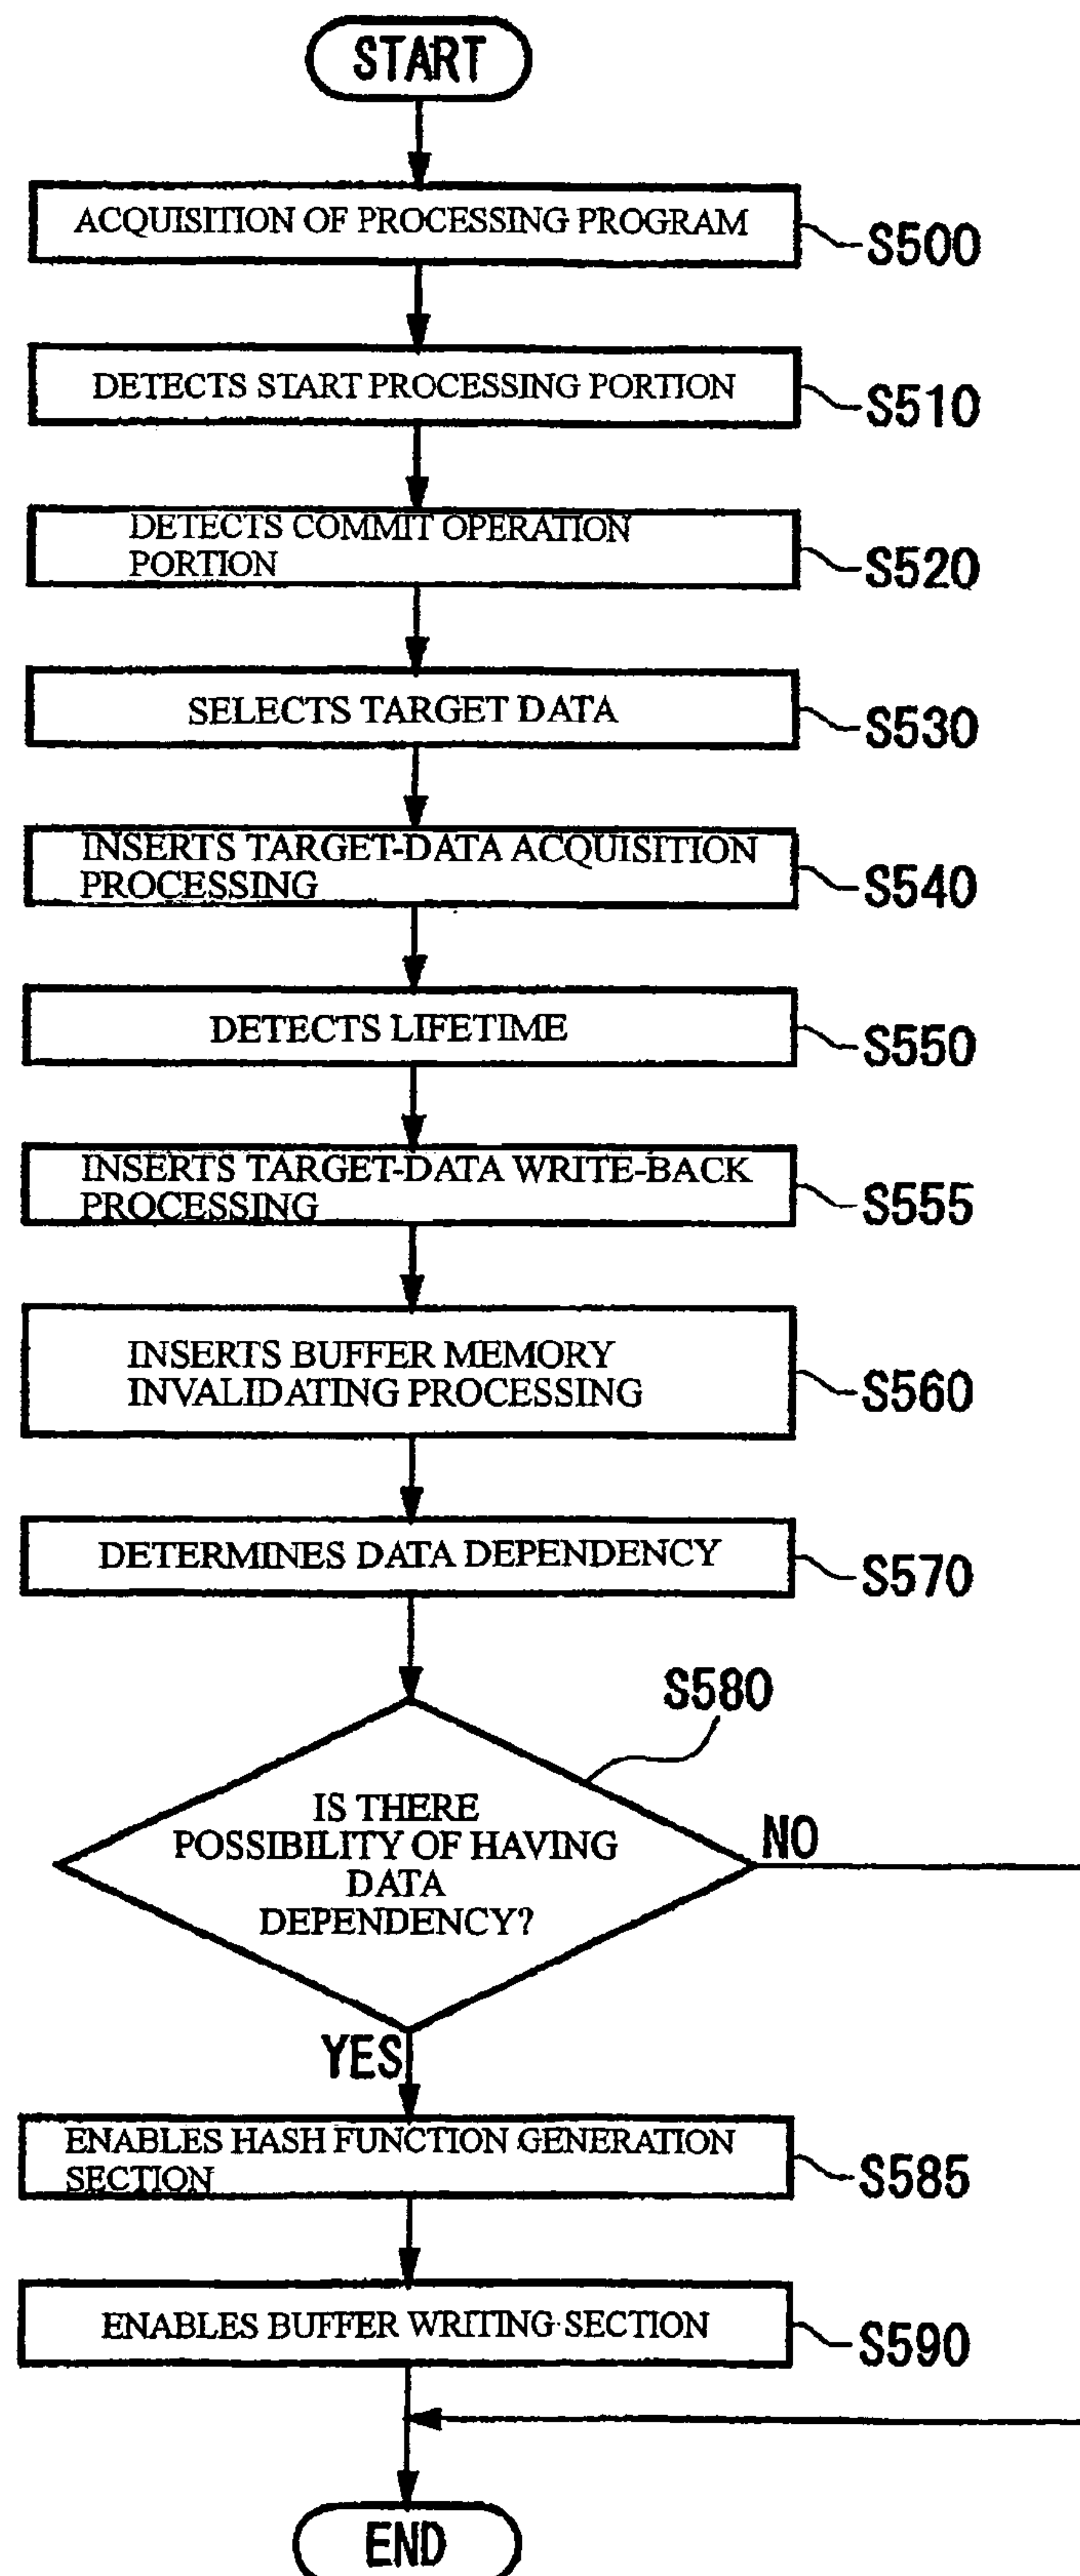 START
ACQUISITION OF PROCESSING PROGRAM
S500
DETECTS START PROCESSING PORTION
S510
DETECTS COMMIT OPERATION
PORTION
S520
SELECTS TARGET DATA
S530
INSERTS TARGET-DATA ACQUISITION
PROCESSING
S540
DETECTS LIFETIME
S550
INSERTS TARGET-DATA WRITE-BACK
PROCESSING
S555
INSERTS BUFFER MEMORY
INVALIDATING PROCESSING
S560
DETERMINES DATA DEPENDENCY
S570
S580
IS THERE
POSSIBILITY OF HAVING
DATA
DEPENDENCY?
NO
YES
ENABLES HASH FUNCTION GENERATION
SECTION
S585
ENABLES BUFFER WRITING SECTION
S590
END